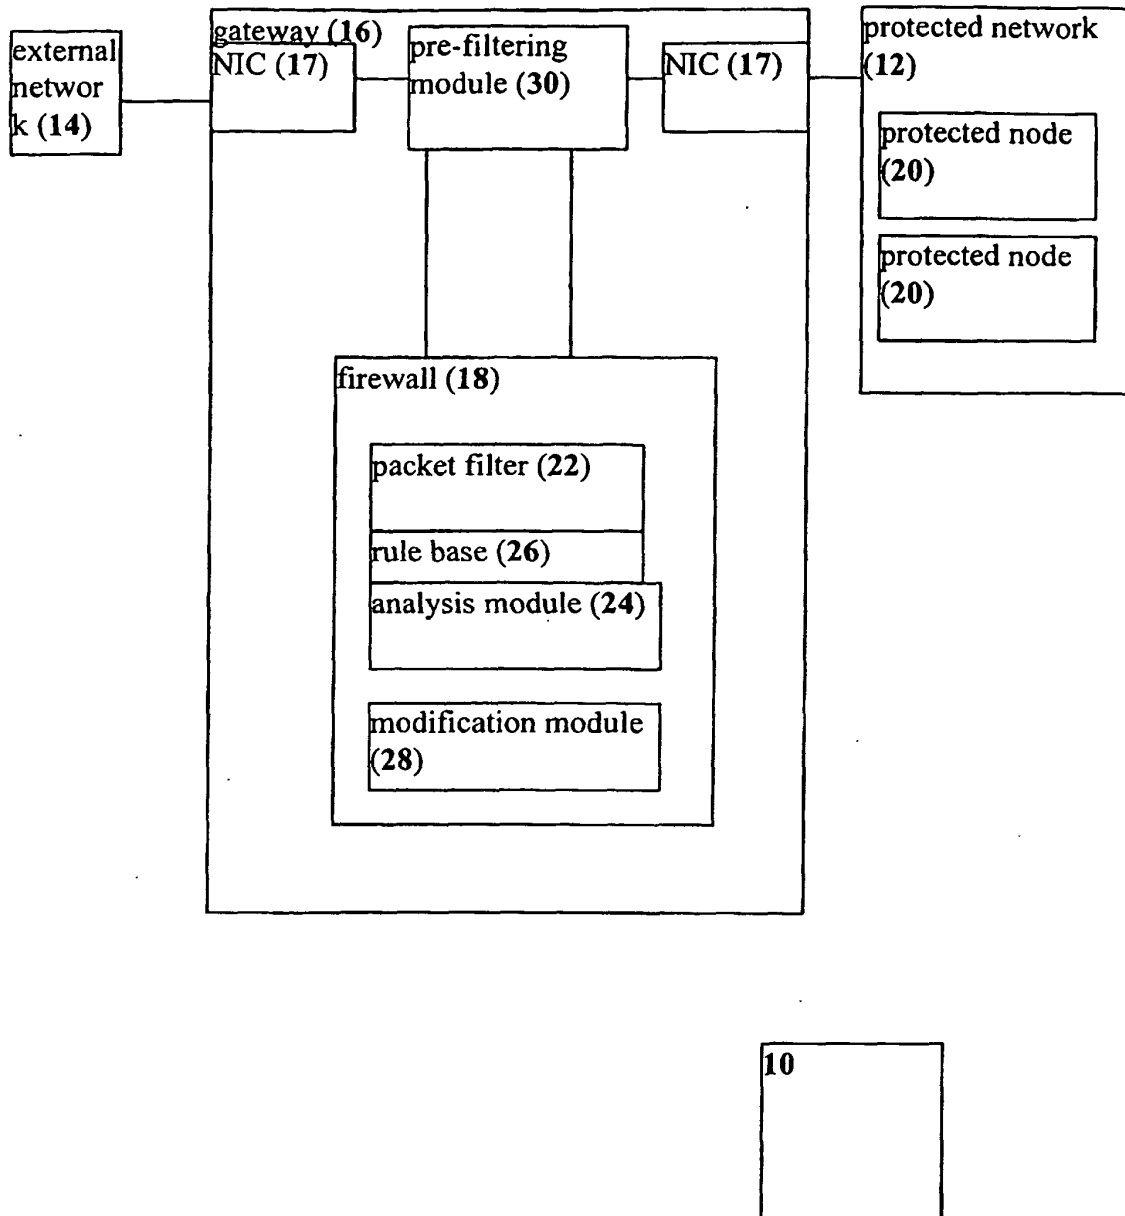 external
networ
k (14)
gateway (16)
NIC (17)
pre-filtering
module (30)
NIC (17)
protected network
(12)
protected node
(20)
protected node
(20)
firewall (18)
packet filter (22)
rule base (26)
analysis module (24)
modification module
(28)
10